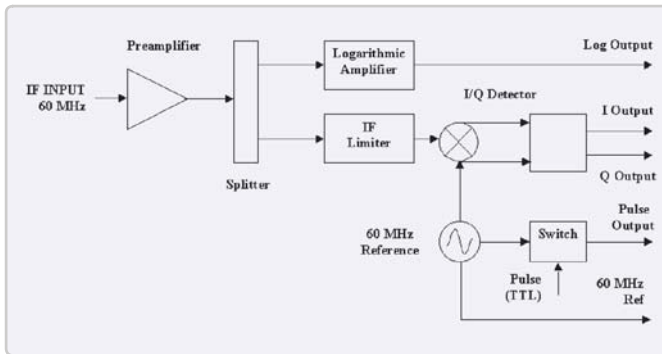 Preamplifier
Logarithmic
Amplifier
Log Output
IF INPUT
60 MHz
I/Q Detector
I Output
IF
Limiter
Q Output
Splitter
60 MHz
Reference
Switch
Pulse
Output
Pulse
(TTL)
60 MHz
Ref